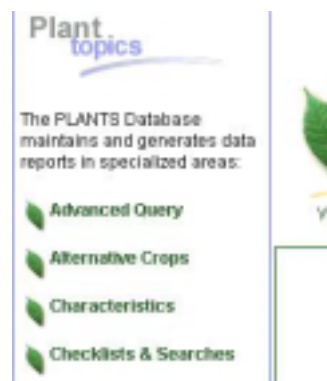 Plant
topics
The PLANTS Database
maintains and generates data
reports in specialized areas:
Advanced Query
Alternative Crops
Characteristics
Checklists & Searches